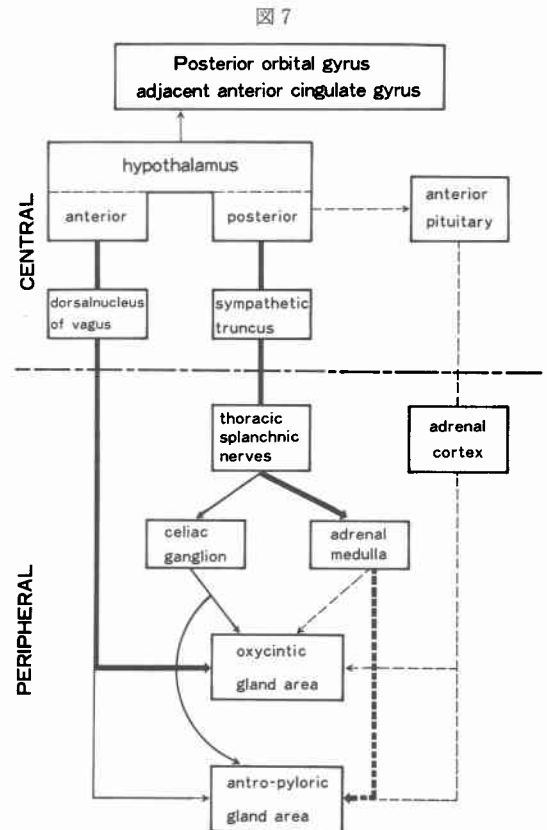 図7
Posterior orbital gyrus
adjacent anterior cingulate gyrus
hypothalamus
anterior
posterior
anterior
pituitary
CENTRAL
dorsalnucleus
of vagus
sympathetic
truncus
thoracic
splanchnic
nerves
adrenal
cortex
celiac
ganglion
adrenal
medulla
PERIPHERAL
oxycintic
gland area
antro-pyloric
gland area